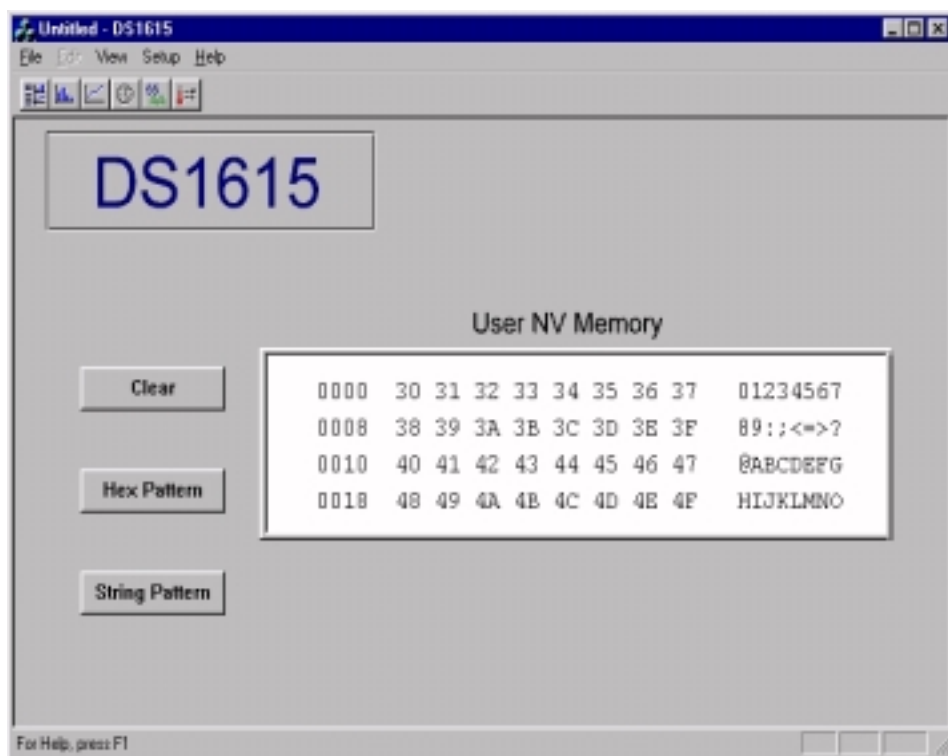 Untitled - DS1615
File Edit View Setup Help
DS1615
User NV Memory
Clear
0000 30 31 32 33 34 35 36 37 01234567
0008 38 39 3A 3B 3C 3D 3E 3F 89:;<=>?
0010 40 41 42 43 44 45 46 47 @ABCDEFG
Hex Pattern
0018 48 49 4A 4B 4C 4D 4E 4F HIJKLMNO
String Pattern
For Help, press F1